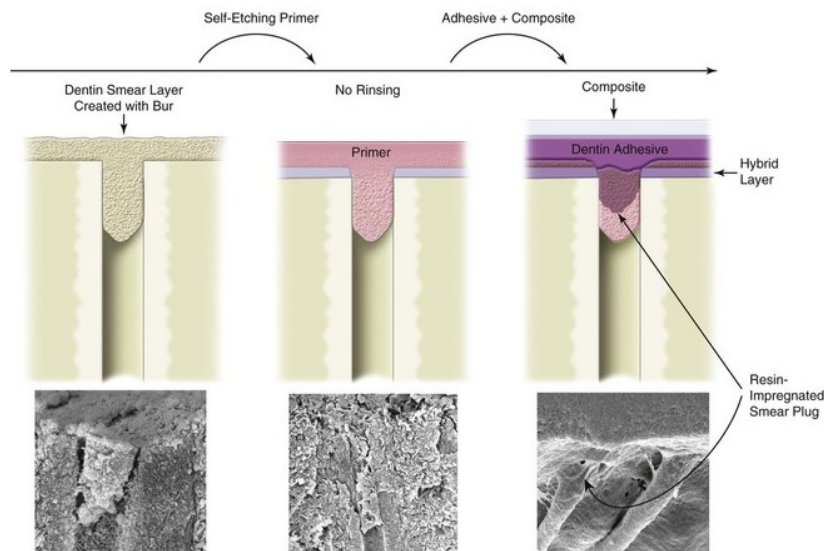 Self-Etching Primer
Adhesive + Composite
Dentin Smear Layer
Created with Bur
No Rinsing
Composite
Primer
Dentin Adhesive
Hybrid
Layer
Resin-
Impregnated
Smear Plug